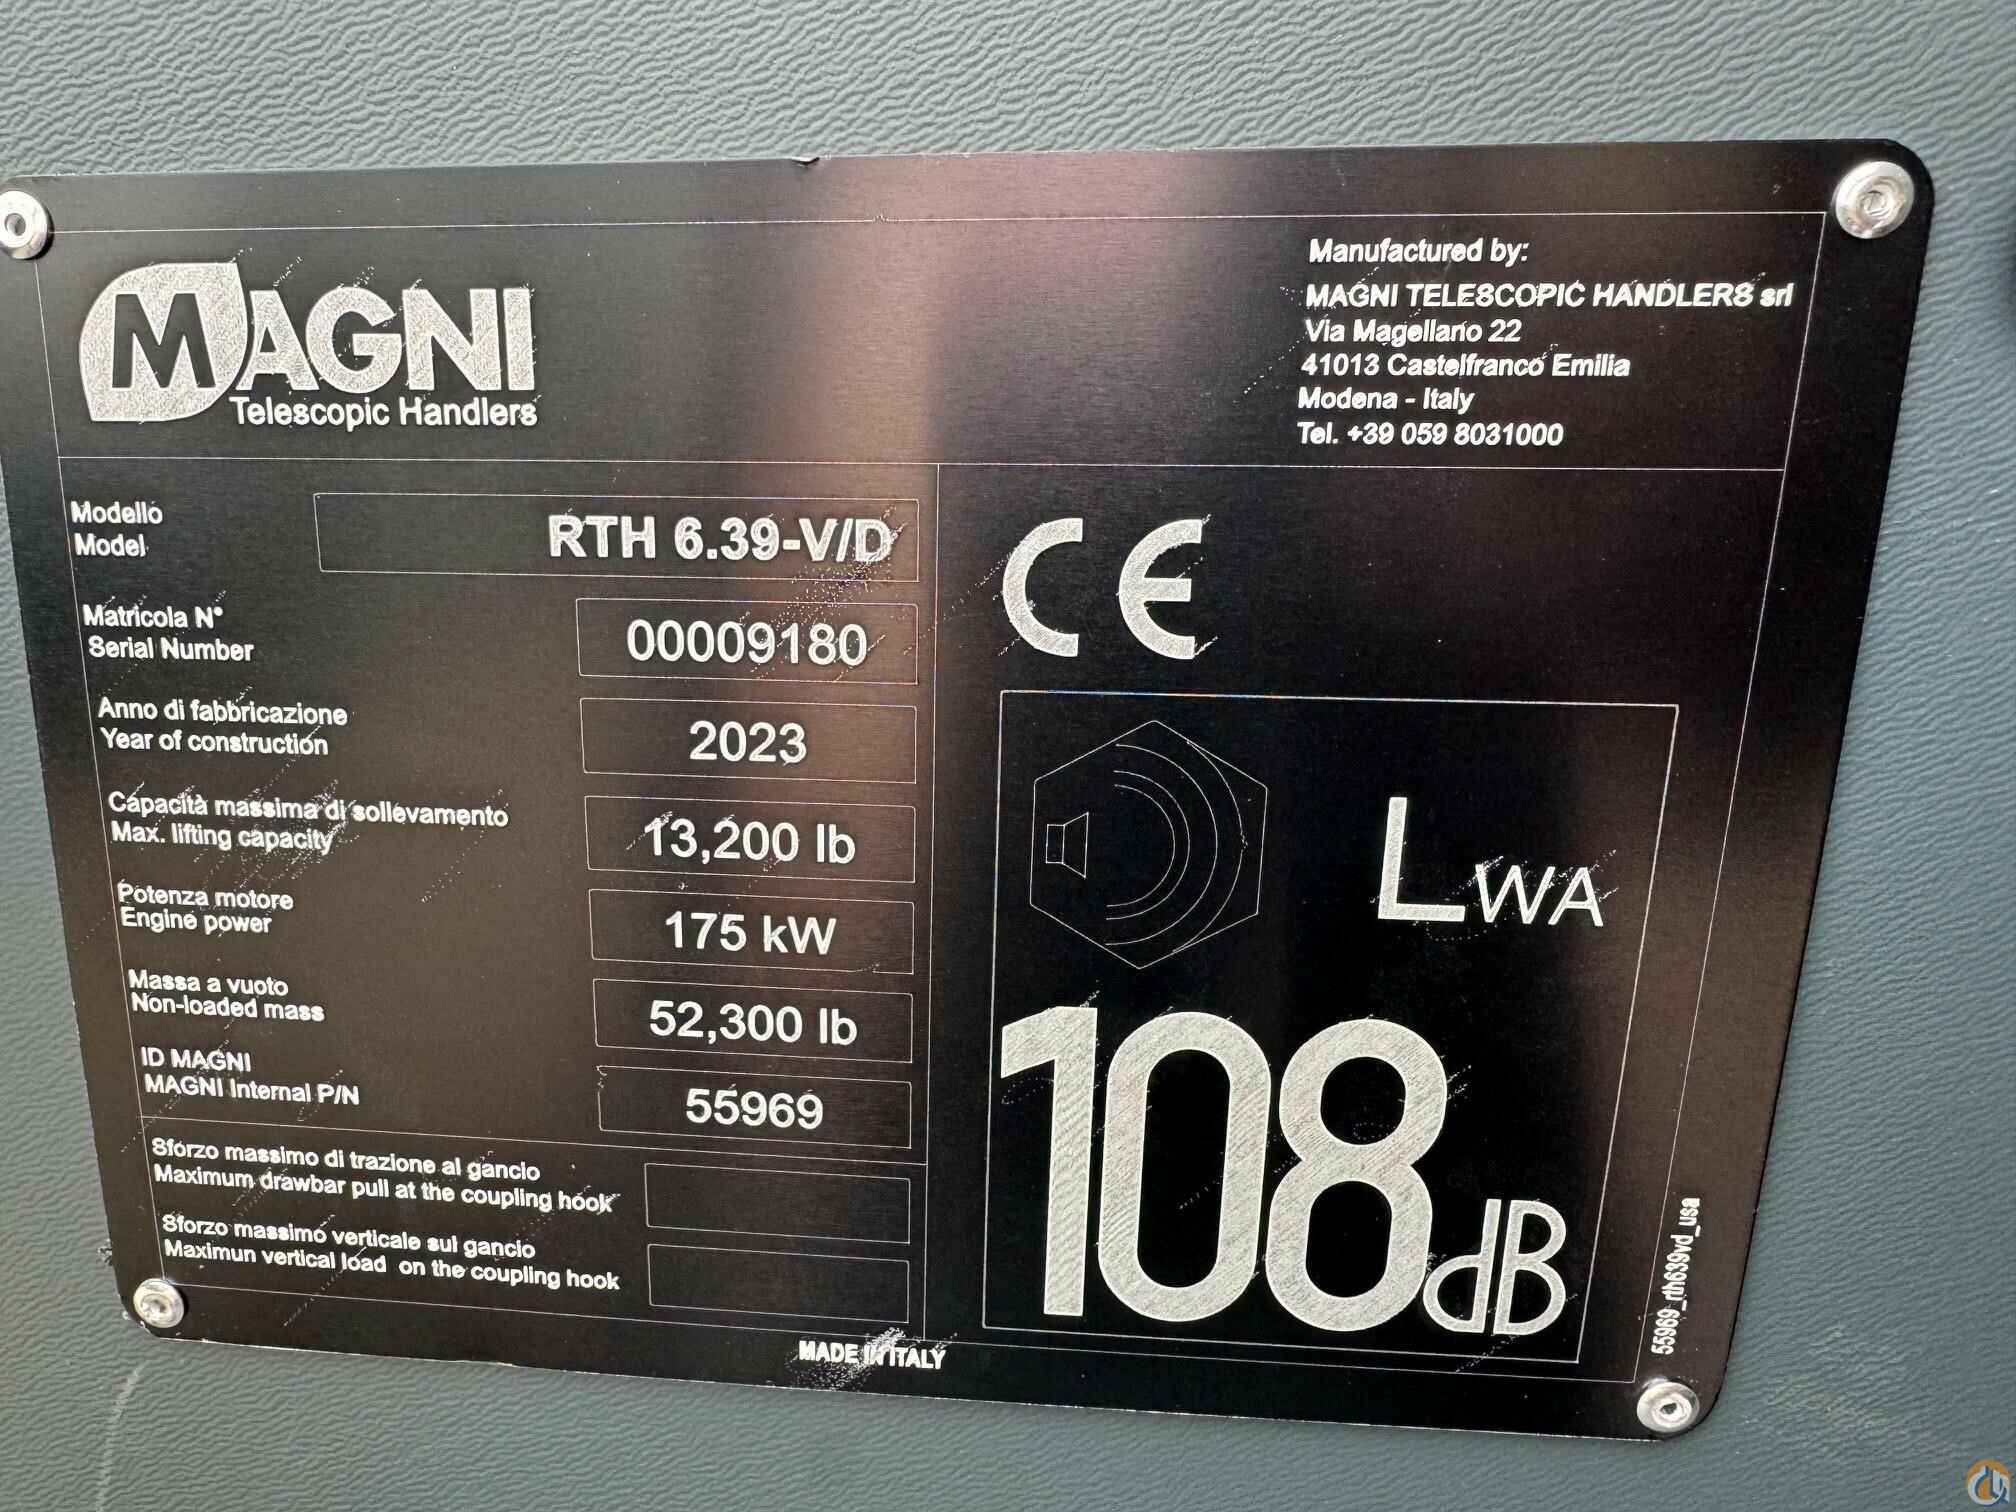 MAGNI
Telescopic Handlers
Manufactured by:
MAGNI TELESCOPIC HANDLERS srl
Via Magellano 22
41013 Castelfranco Emilia
Modena - Italy
Tel. +39 059 8031000
Modello
Model
RTH 6.39-V/D
Matricola N°
Serial Number
00009180
Anno di fabbricazione
Year of construction
2023
Capacità massima di sollevamento
Max. lifting capacity
13,200 lb
Potenza motore
Engine power
175 kW
Massa a vuoto
Non-loaded mass
52,300 lb
ID MAGNI
MAGNI Internal P/N
55969
Sforzo massimo di trazione al gancio
Maximum drawbar pull at the coupling hook
Sforzo massimo verticale sul gancio
Maximun vertical load on the coupling hook
CE
LWA
108dB
55969_rth639vd_usa
MADE IN ITALY